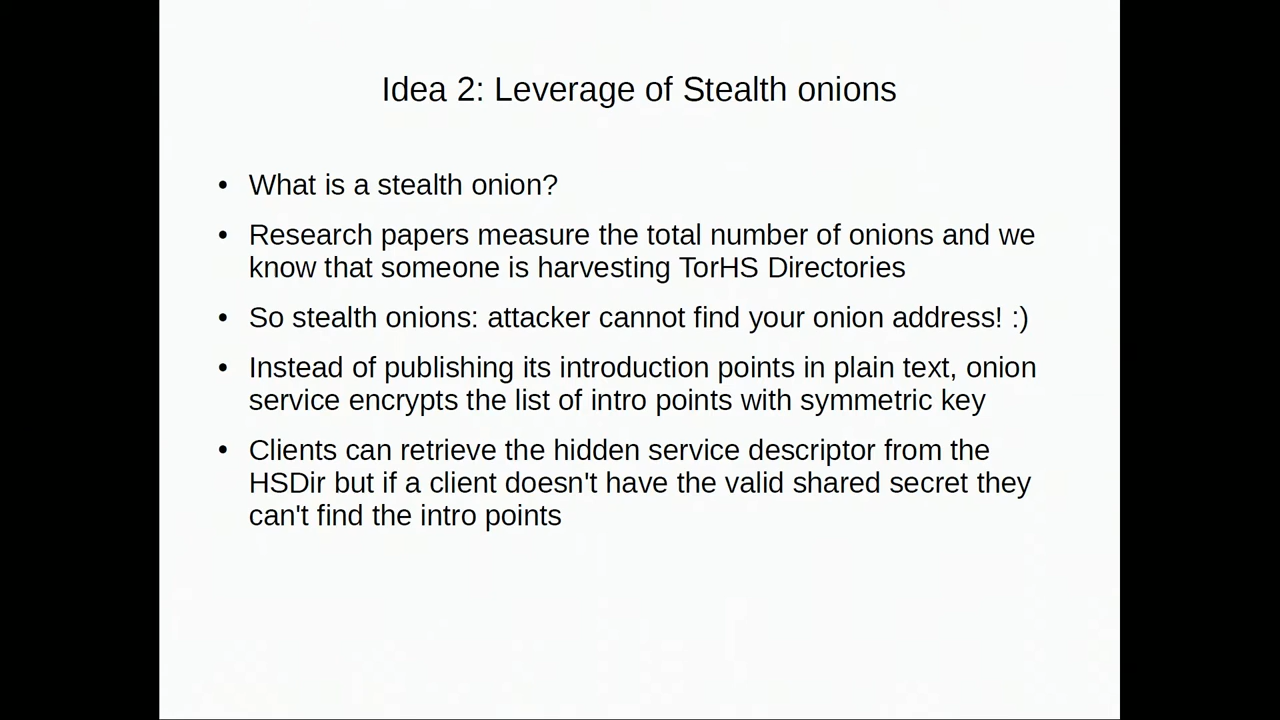 Idea 2: Leverage of Stealth onions
• What is a stealth onion?
• Research papers measure the total number of onions and we
know that someone is harvesting TorHS Directories
• So stealth onions: attacker cannot find your onion address! :)
• Instead of publishing its introduction points in plain text, onion
service encrypts the list of intro points with symmetric key
• Clients can retrieve the hidden service descriptor from the
HSDir but if a client doesn't have the valid shared secret they
can't find the intro points